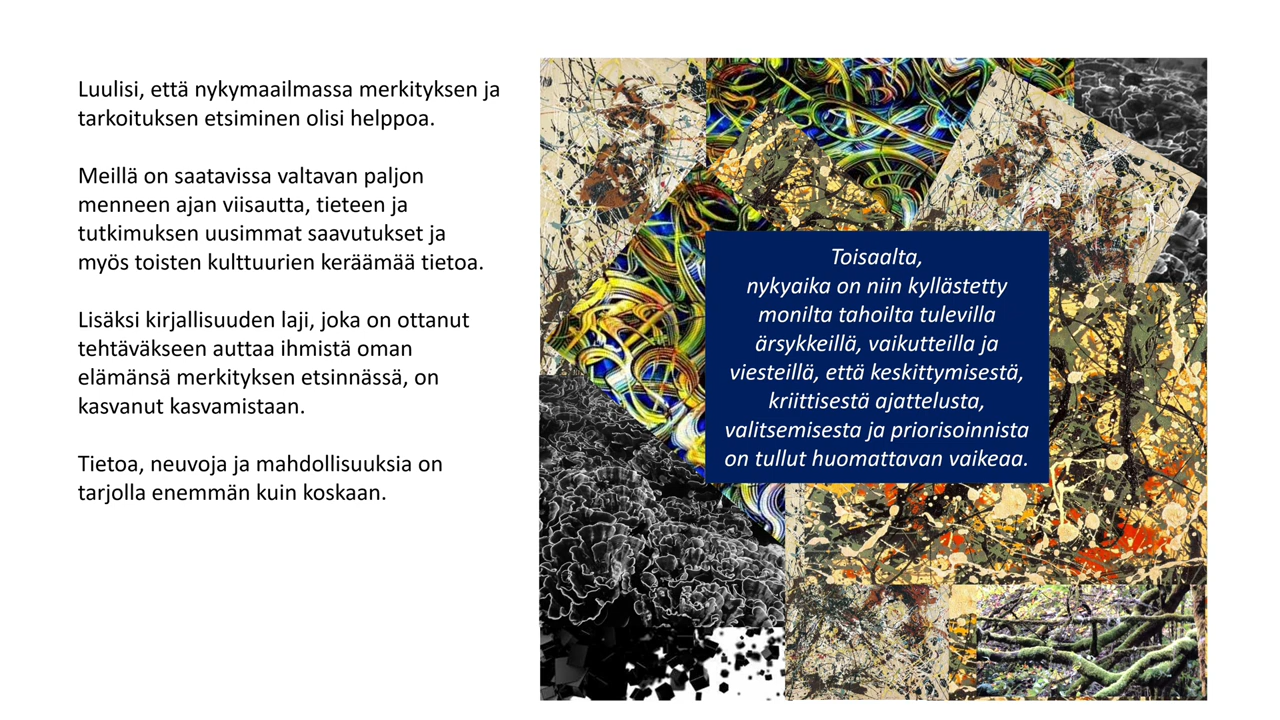 Luulisi, että nykymaailmassa merkityksen ja
tarkoituksen etsiminen olisi helppoa.
Meillä on saatavissa valtavan paljon
menneen ajan viisautta, tieteen ja
tutkimuksen uusimmat saavutukset ja
myös toisten kulttuurien keräämää tietoa.
Lisäksi kirjallisuuden laji, joka on ottanut
tehtäväkseen auttaa ihmistä oman
elämänsä merkityksen etsinnässä, on
kasvanut kasvamistaan.
Tietoa, neuvoja ja mahdollisuuksia on
tarjolla enemmän kuin koskaan.
Toisaalta,
nykyaika on niin kyllästetty
monilta tahoilta tulevilla
ärsykkeillä, vaikutteilla ja
viesteillä, että keskittymisestä,
kriittisestä ajattelusta,
valitsemisesta ja priorisoinnista
on tullut huomattavan vaikeaa.